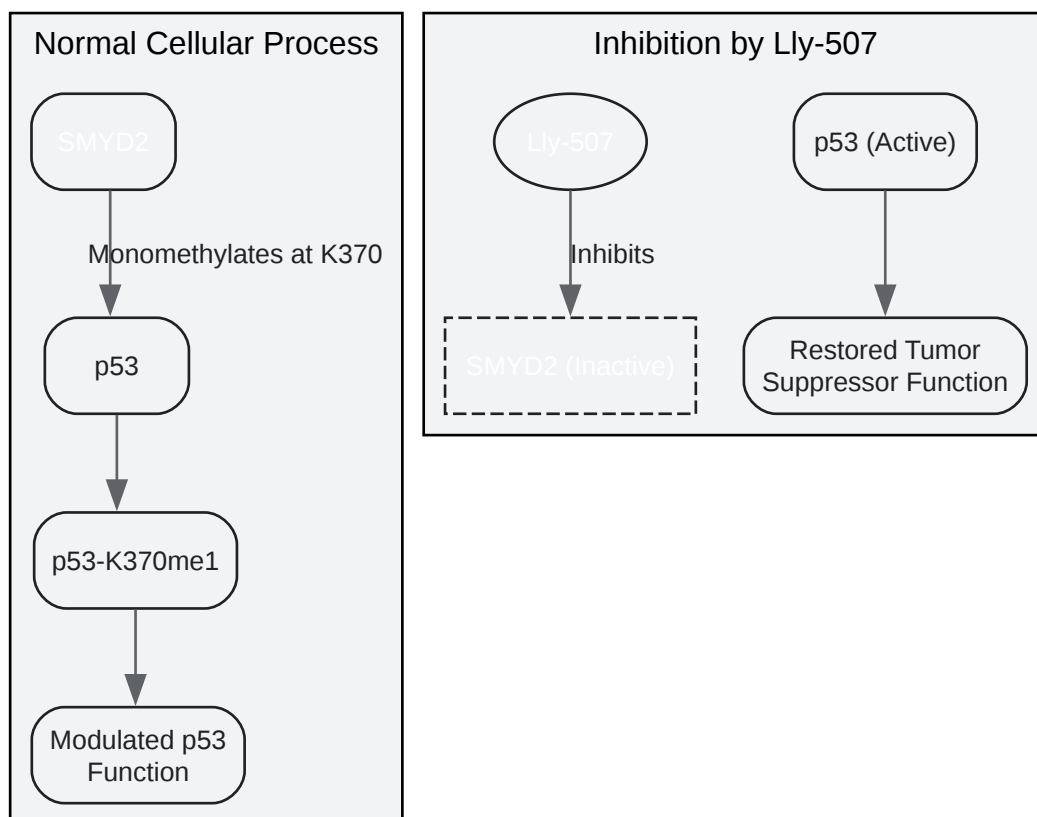 Normal Cellular Process
SMYD2
Monomethylates at K370
p53
p53-K370me1
Modulated p53
Function
Inhibition by Lly-507
Lly-507
Inhibits
SMYD2 (Inactive)
p53 (Active)
Restored Tumor
Suppressor Function